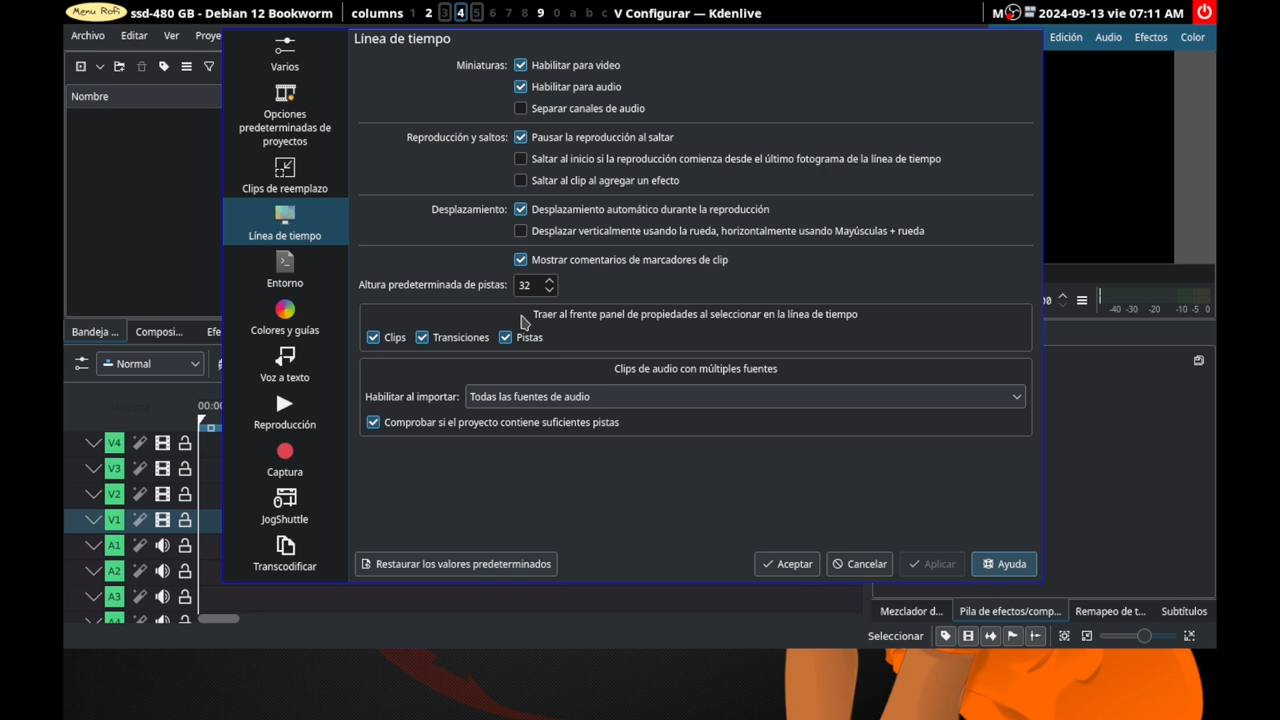 Menu Rofi ssd-480 GB - Debian 12 Bookworm columns 1 2 3 4 5 6 7 8 9 0 a b c V Configurar — Kdenlive M 2024-09-13 vie 07:11 AM
Archivo Editar Ver Proye
Edición Audio Efectos Color
Nombre
Bandeja ... Composi... Efe
Normal
00:00
V4
V3
V2
V1
A1
A2
A3
A4
Varios
Opciones
predeterminadas de
proyectos
Clips de reemplazo
Línea de tiempo
Entorno
Colores y guías
Voz a texto
Reproducción
Captura
JogShuttle
Transcodificar
Línea de tiempo
Miniaturas: Habilitar para video
Habilitar para audio
Separar canales de audio
Reproducción y saltos: Pausar la reproducción al saltar
Saltar al inicio si la reproducción comienza desde el último fotograma de la línea de tiempo
Saltar al clip al agregar un efecto
Desplazamiento: Desplazamiento automático durante la reproducción
Desplazar verticalmente usando la rueda, horizontalmente usando Mayúsculas + rueda
Mostrar comentarios de marcadores de clip
Altura predeterminada de pistas: 32
Traer al frente panel de propiedades al seleccionar en la línea de tiempo
Clips Transiciones Pistas
Clips de audio con múltiples fuentes
Habilitar al importar: Todas las fuentes de audio
Comprobar si el proyecto contiene suficientes pistas
Restaurar los valores predeterminados Aceptar Cancelar Aplicar Ayuda
00
-40 -30 -20 -10 -5 0
Mezclador d... Pila de efectos/comp... Remapeo de t... Subtítulos
Seleccionar